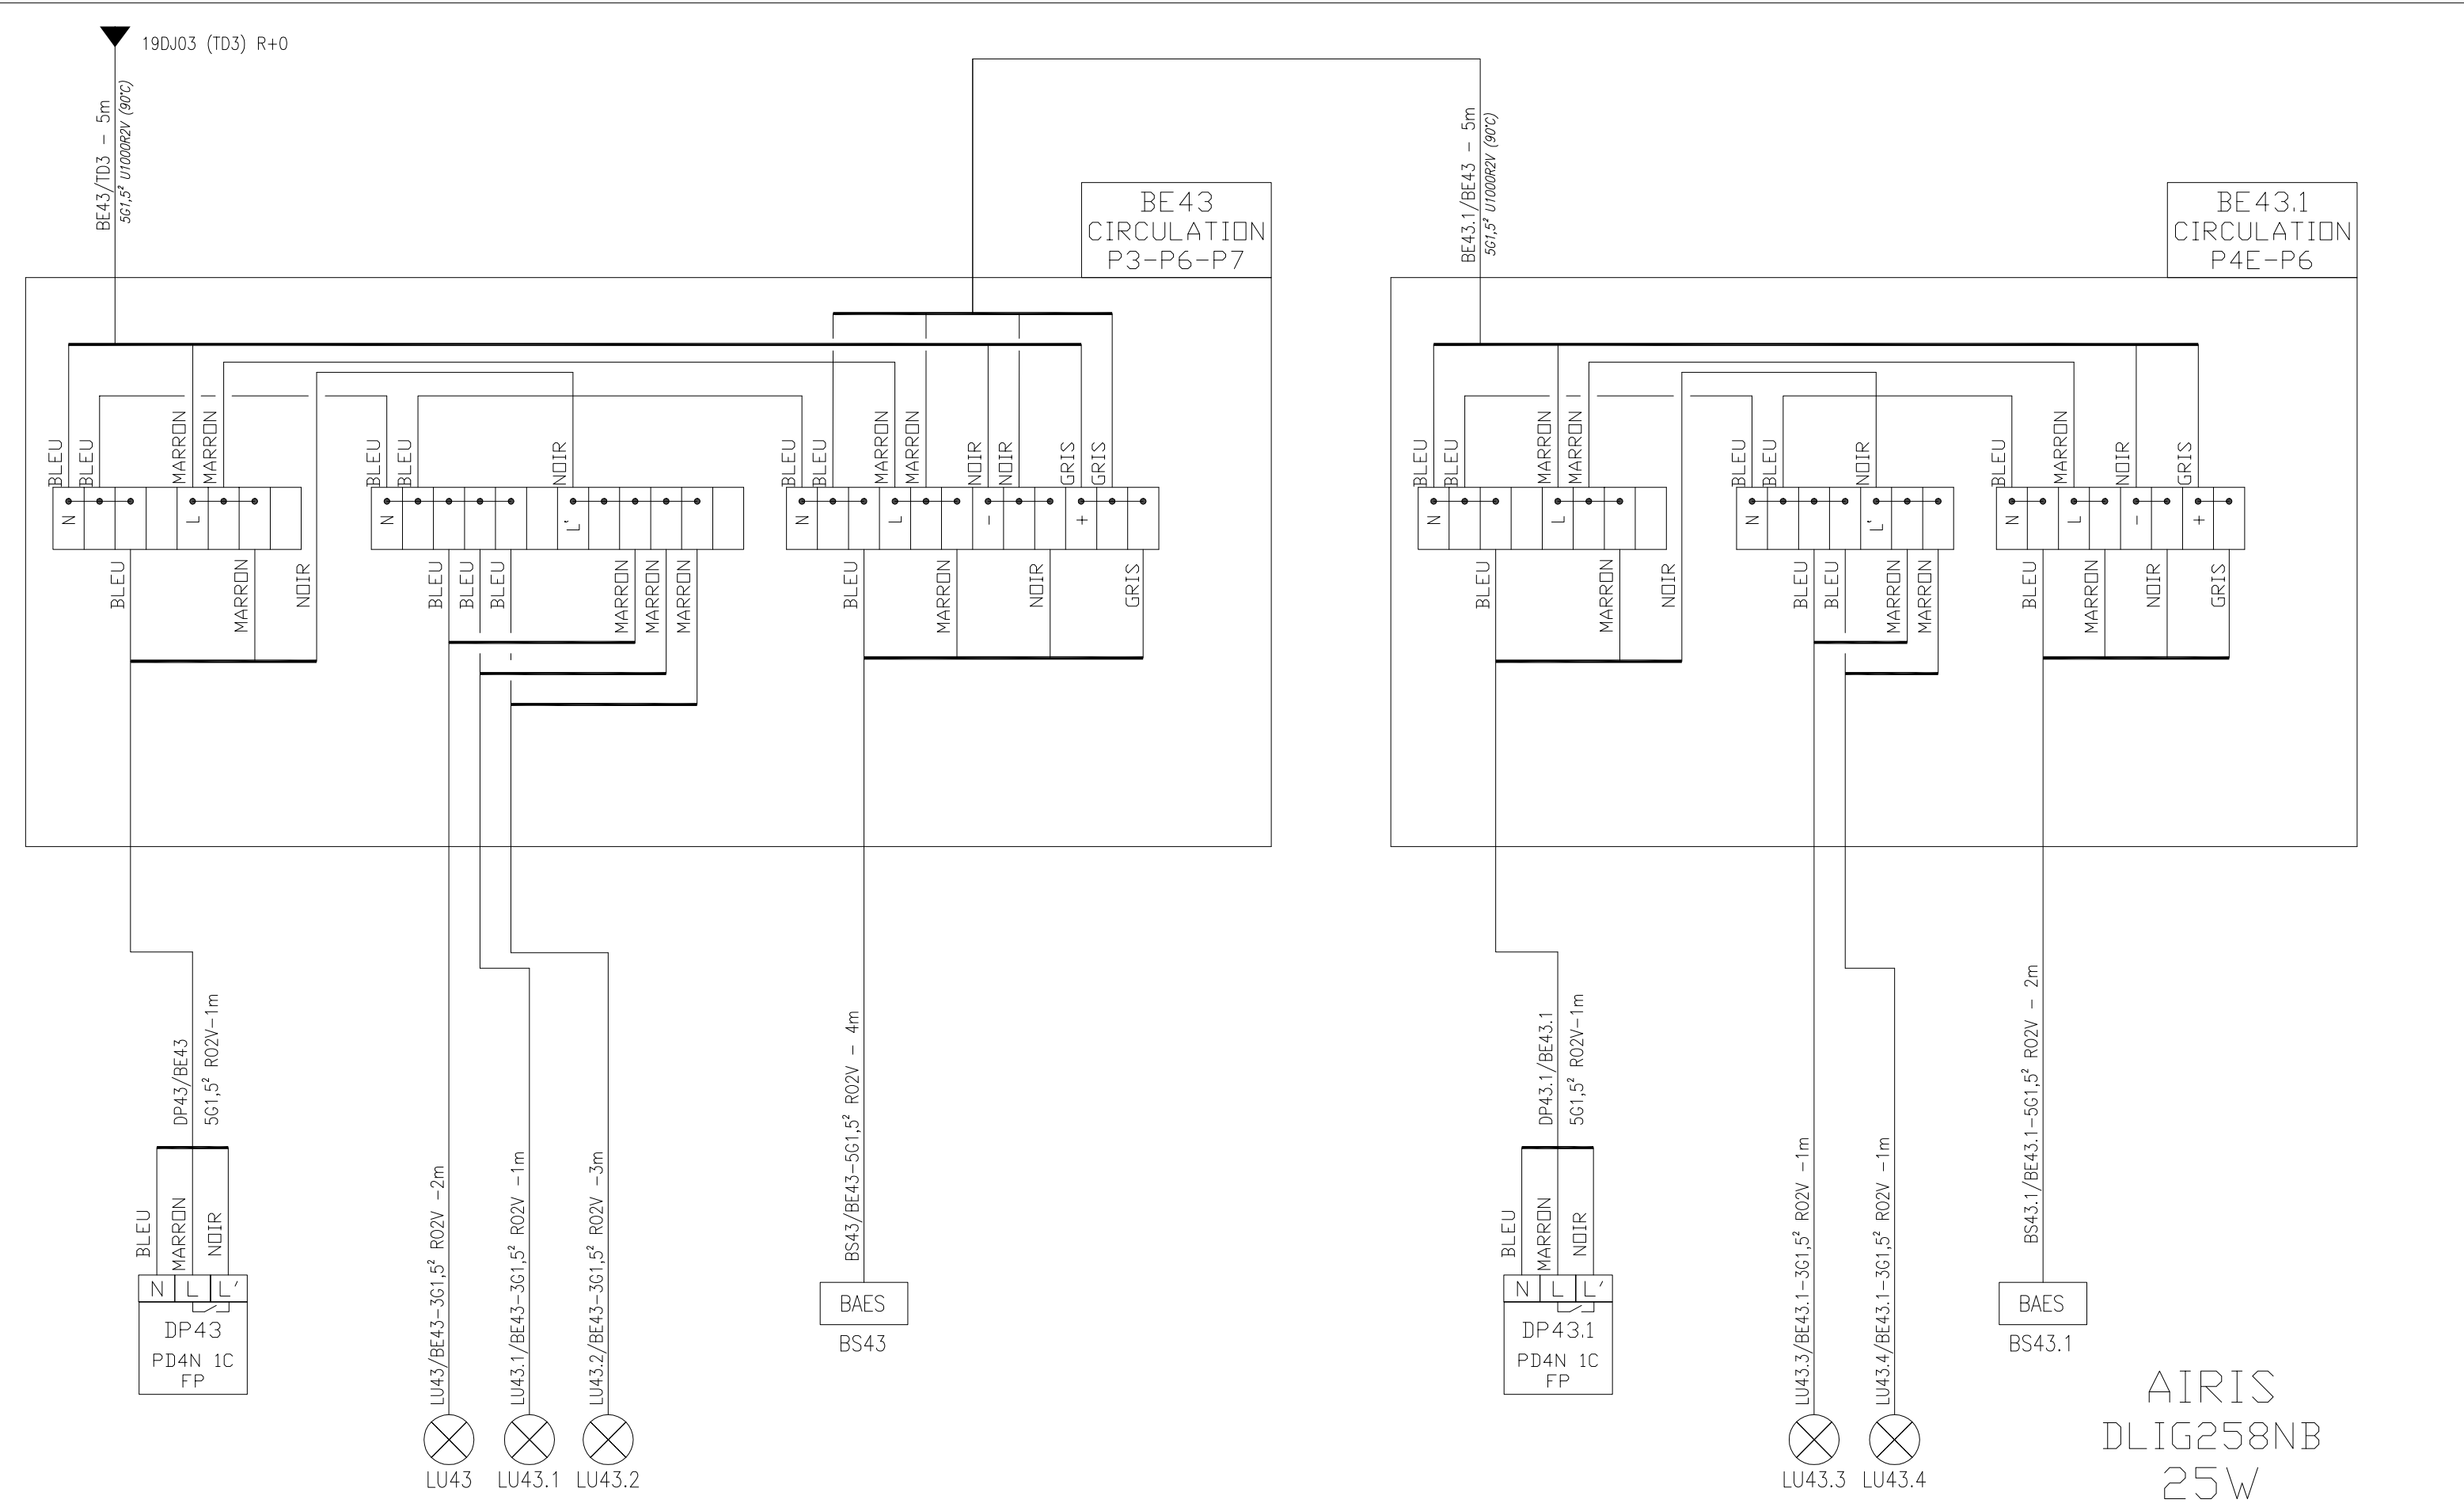 19DJ03 (TD3) R+0
BE43/TD3 - 5m
5G1,5² U1000R2V (90°C)
BE43
CIRCULATION
P3-P6-P7
BLEU
BLEU
MARRON
MARRON
BLEU
BLEU
NOIR
BLEU
BLEU
MARRON
MARRON
NOIR
NOIR
GRIS
GRIS
N
L
N
L'
N
L
-
+
BLEU
MARRON
NOIR
BLEU
BLEU
BLEU
MARRON
MARRON
MARRON
BLEU
MARRON
NOIR
GRIS
DP43/BE43
5G1,5² R02V-1m
BLEU
MARRON
NOIR
N L L'
DP43
PD4N 1C
FP
LU43/BE43-3G1,5² R02V -2m
LU43
LU43.1/BE43-3G1,5² R02V -1m
LU43.1
LU43.2/BE43-3G1,5² R02V -3m
LU43.2
BS43/BE43-5G1,5² R02V - 4m
BAES
BS43
BE43.1/BE43 - 5m
5G1,5² U1000R2V (90°C)
BE43.1
CIRCULATION
P4E-P6
BLEU
BLEU
MARRON
MARRON
BLEU
BLEU
NOIR
BLEU
MARRON
NOIR
GRIS
N
L
N
L'
N
L
-
+
BLEU
MARRON
NOIR
BLEU
BLEU
MARRON
MARRON
BLEU
MARRON
NOIR
GRIS
DP43.1/BE43.1
5G1,5² R02V-1m
BLEU
MARRON
NOIR
N L L'
DP43.1
PD4N 1C
FP
LU43.3/BE43.1-3G1,5² R02V -1m
LU43.3
LU43.4/BE43.1-3G1,5² R02V -1m
LU43.4
BS43.1/BE43.1-5G1,5² R02V - 2m
BAES
BS43.1
AIRIS
DLIG258NB
25W